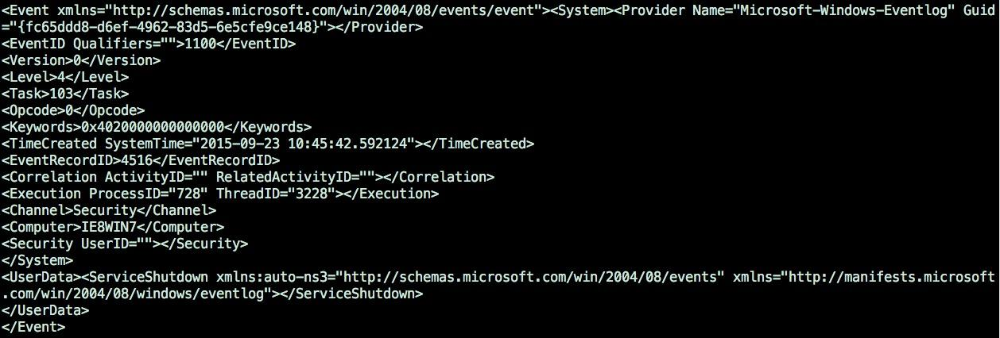 <Event xmlns="http://schemas.microsoft.com/win/2004/08/events/event"><System><Provider Name="Microsoft-Windows-Eventlog" Guid
="{fc65ddd8-d6ef-4962-83d5-6e5cfe9ce148}"></Provider>
<EventID Qualifiers="">1100</EventID>
<Version>0</Version>
<Level>4</Level>
<Task>103</Task>
<Opcode>0</Opcode>
<Keywords>0x4020000000000000</Keywords>
<TimeCreated SystemTime="2015-09-23 10:45:42.592124"></TimeCreated>
<EventRecordID>4516</EventRecordID>
<Correlation ActivityID="" RelatedActivityID=""></Correlation>
<Execution ProcessID="728" ThreadID="3228"></Execution>
<Channel>Security</Channel>
<Computer>IE8WIN7</Computer>
<Security UserID=""></Security>
</System>
<UserData><ServiceShutdown xmlns:auto-ns3="http://schemas.microsoft.com/win/2004/08/events" xmlns="http://manifests.microsoft
.com/win/2004/08/windows/eventlog"></ServiceShutdown>
</UserData>
</Event>